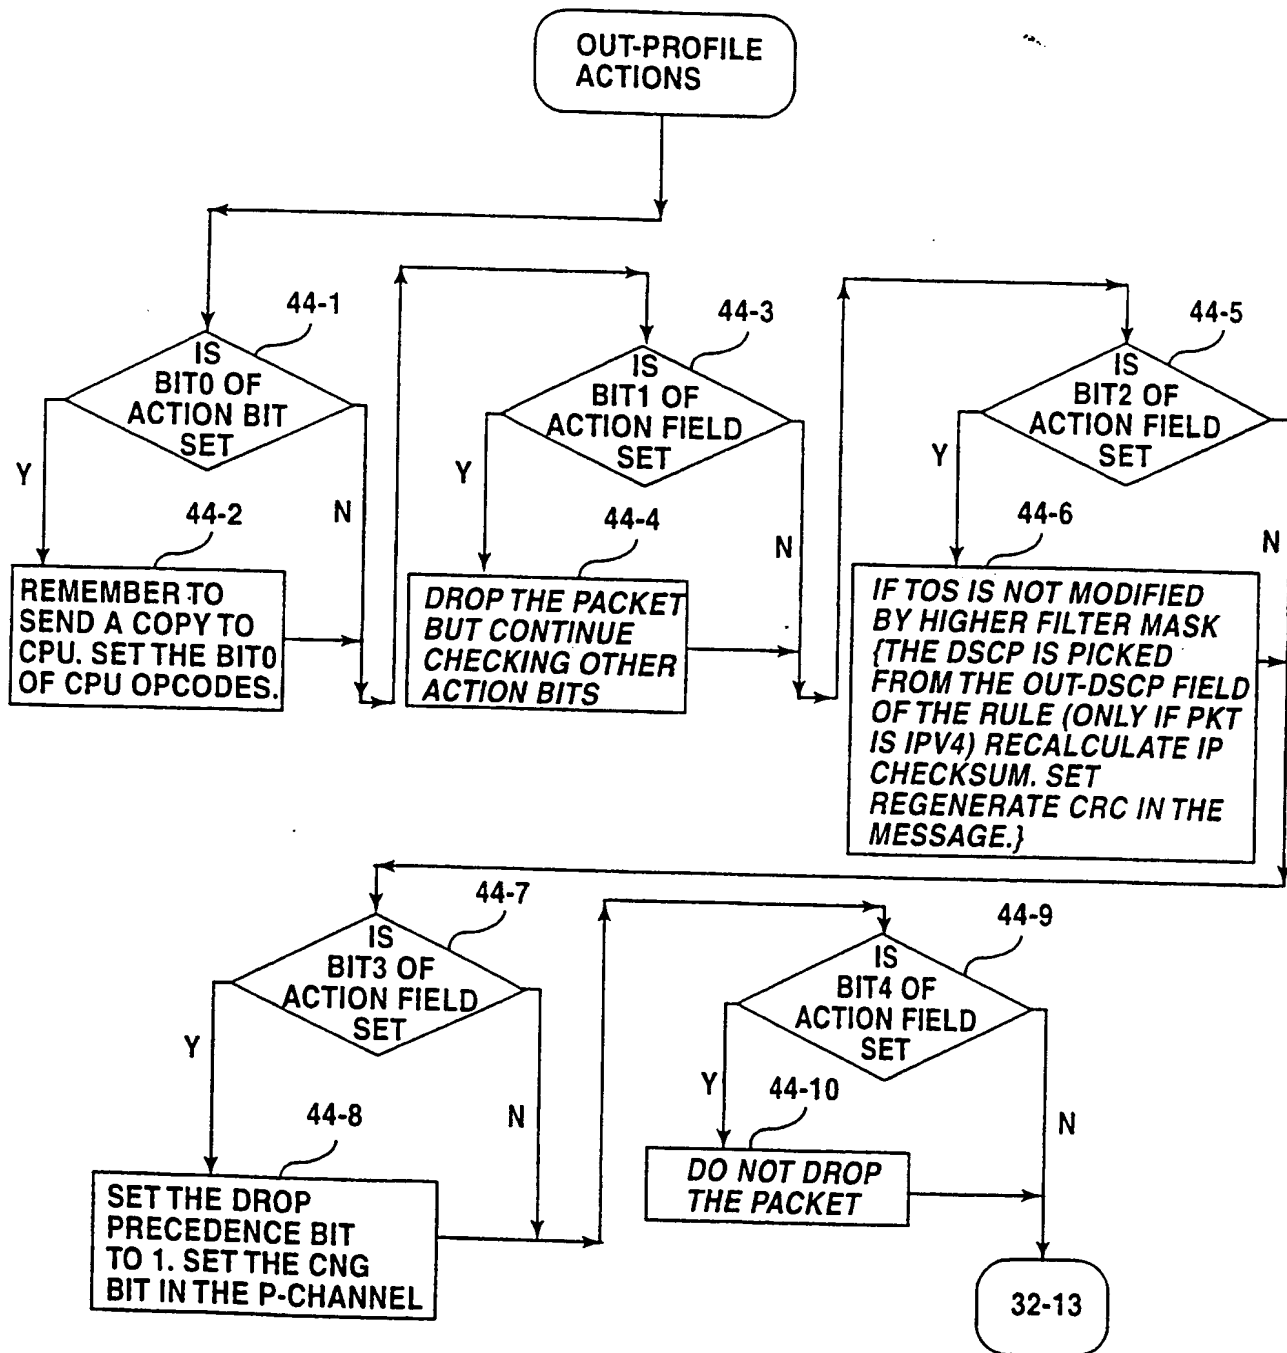 OUT-PROFILE
ACTIONS
44-1
IS
BIT0 OF
ACTION BIT
SET
Y
N
44-2
REMEMBER TO
SEND A COPY TO
CPU. SET THE BIT0
OF CPU OPCODES.
44-3
IS
BIT1 OF
ACTION FIELD
SET
Y
N
44-4
DROP THE PACKET
BUT CONTINUE
CHECKING OTHER
ACTION BITS
44-5
IS
BIT2 OF
ACTION FIELD
SET
Y
N
44-6
IF TOS IS NOT MODIFIED
BY HIGHER FILTER MASK
{THE DSCP IS PICKED
FROM THE OUT-DSCP FIELD
OF THE RULE (ONLY IF PKT
IS IPV4) RECALCULATE IP
CHECKSUM. SET
REGENERATE CRC IN THE
MESSAGE.}
44-7
IS
BIT3 OF
ACTION FIELD
SET
Y
N
44-8
SET THE DROP
PRECEDENCE BIT
TO 1. SET THE CNG
BIT IN THE P-CHANNEL
44-9
IS
BIT4 OF
ACTION FIELD
SET
Y
N
44-10
DO NOT DROP
THE PACKET
32-13